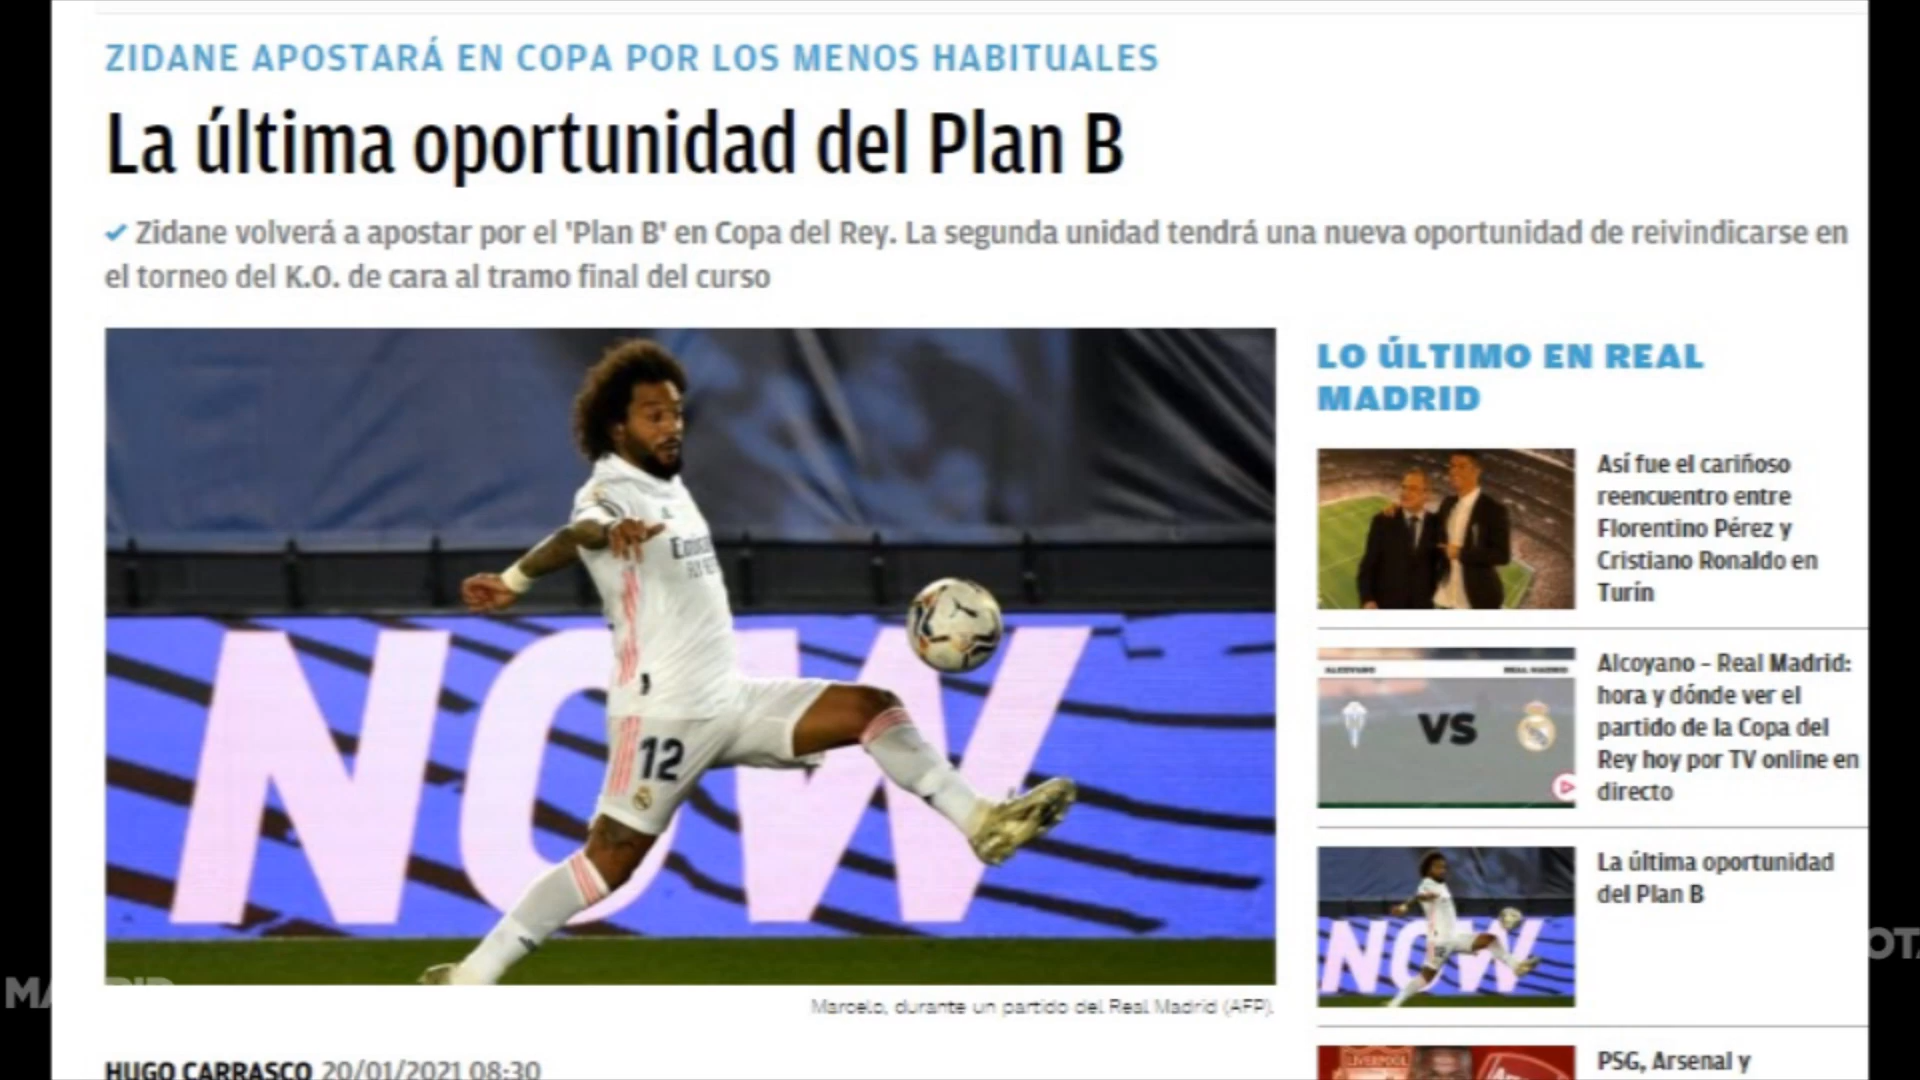 ZIDANE APOSTARÁ EN COPA POR LOS MENOS HABITUALES
La última oportunidad del Plan B
Zidane volverá a apostar por el 'Plan B' en Copa del Rey. La segunda unidad tendrá una nueva oportunidad de reivindicarse en
el torneo del K.O. de cara al tramo final del curso
NOW
12
Marcelo, durante un partido del Real Madrid (AFP).
HUGO CARRASCO 20/01/2021 08:30
LO ÚLTIMO EN REAL
MADRID
Así fue el cariñoso
reencuentro entre
Florentino Pérez y
Cristiano Ronaldo en
Turín
ALCOYANO
REAL MADRID
VS
Alcoyano - Real Madrid:
hora y dónde ver el
partido de la Copa del
Rey hoy por TV online en
directo
NOW
La última oportunidad
del Plan B
LIVERPOOL
PSG, Arsenal y